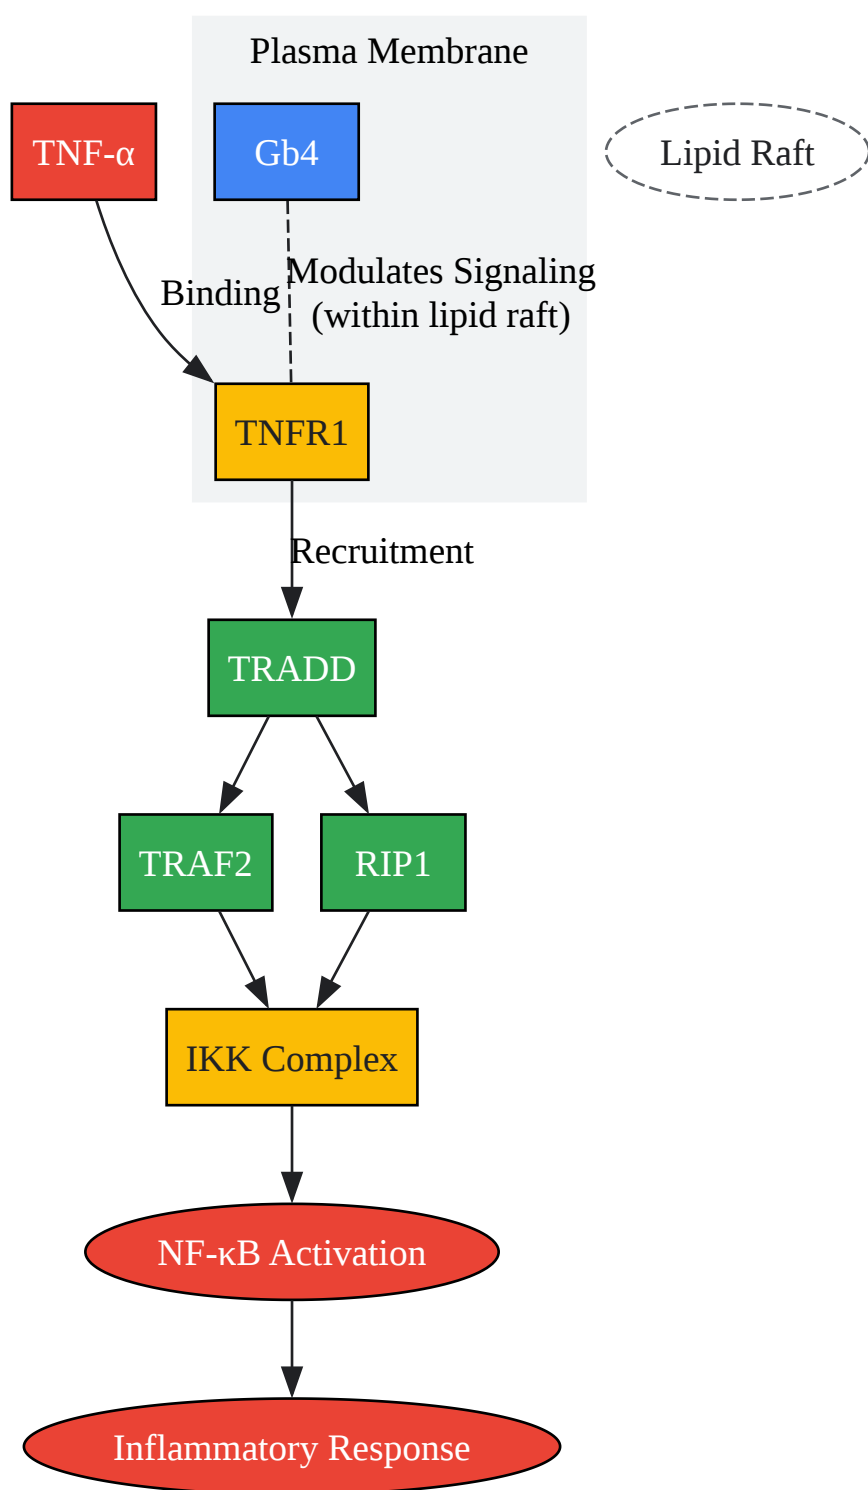 Plasma Membrane
TNF-α
Gb4
Lipid Raft
Binding
Modulates Signaling
(within lipid raft)
TNFR1
Recruitment
TRADD
TRAF2
RIP1
IKK Complex
NF-κB Activation
Inflammatory Response